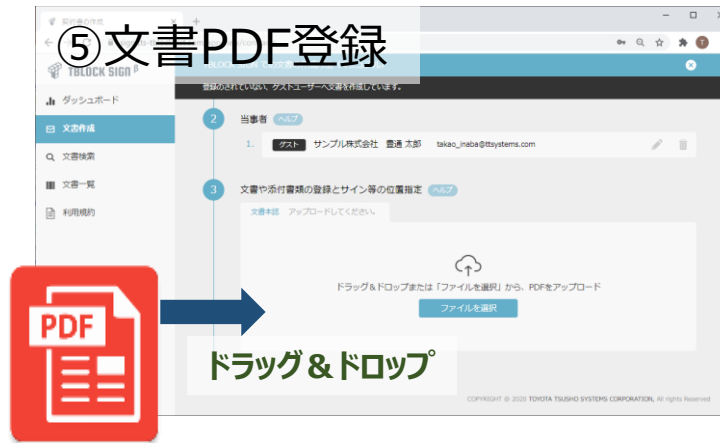 契約書の作成
⑤文書PDF登録
TBLOCK SIGN β
登録のされていない、ゲストユーザーへ文書を作成しています。
ダッシュボード
文書作成
文書検索
文書一覧
利用規約
2 当事者 ヘルプ
1. ゲスト サンプル株式会社 豊通 太郎 takao_inaba@ttsystems.com
3 文書や添付書類の登録とサイン等の位置指定 ヘルプ
文書本誌 アップロードしてください。
ドラッグ&ドロップまたは「ファイルを選択」から、PDFをアップロード
ファイルを選択
PDF
ドラッグ&ドロップ
COPYRIGHT © 2020 TOYOTA TSUSHO SYSTEMS CORPORATION, All rights Reserved